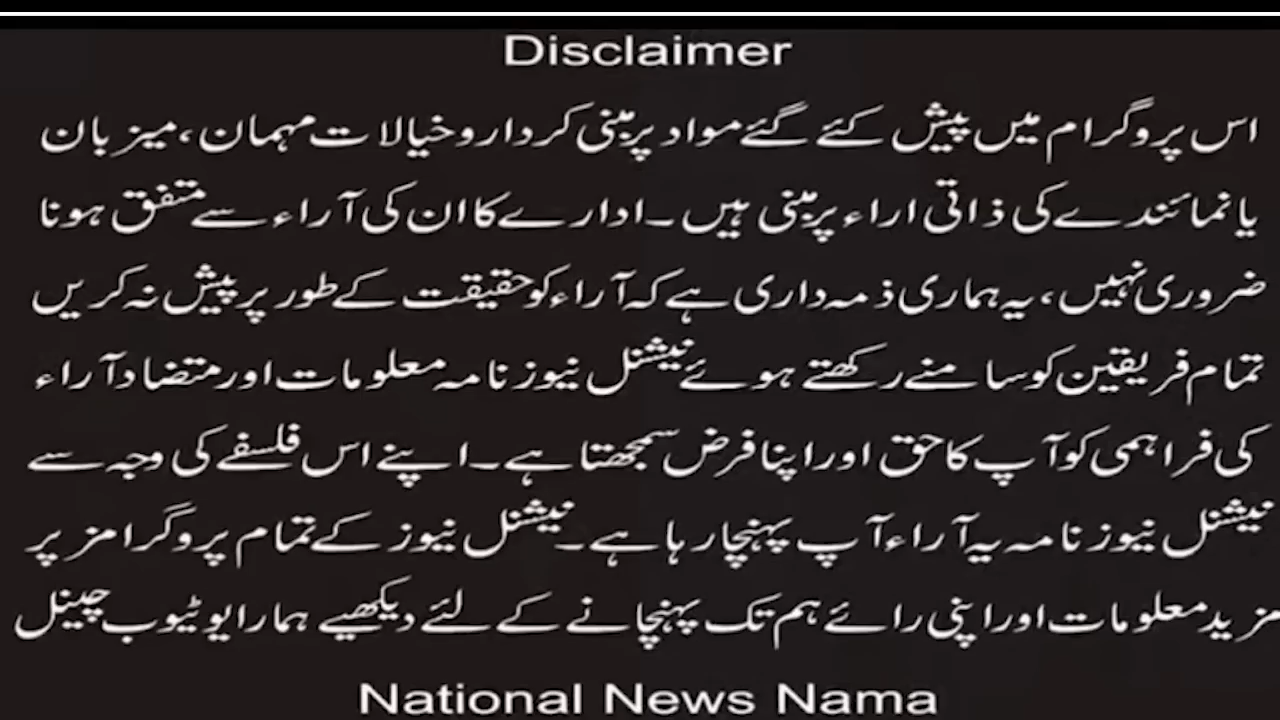 Disclaimer
اس پروگرام میں پیش کئے گئے مواد پر مبنی کردار و خیالات مہمان، میزبان
یا نمائندے کی ذاتی اراء پر مبنی ہیں۔ ادارے کا ان کی آراء سے متفق ہونا
ضروری نہیں، یہ ہماری ذمہ داری ہے کہ آراء کو حقیقت کے طور پر پیش نہ کریں
تمام فریقین کو سامنے رکھتے ہوئے نیشنل نیوز نامہ معلومات اور متضاد آراء
کی فراہمی کو آپ کا حق اور اپنا فرض سمجھتا ہے۔ اپنے اس فلسفے کی وجہ سے
نیشنل نیوز نامہ یہ آراء آپ پہنچا رہا ہے۔ نیشنل نیوز کے تمام پروگرامز پر
مزید معلومات اور اپنی رائے ہم تک پہنچانے کے لئے دیکھیے ہمارا یوٹیوب چینل
National News Nama